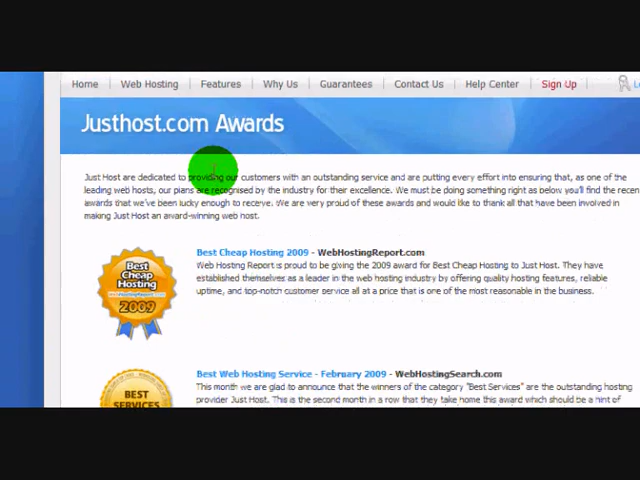 Home Web Hosting Features Why Us Guarantees Contact Us Help Center Sign Up
Justhost.com Awards
Just Host are dedicated to providing our customers with an outstanding service and are putting every effort into ensuring that, as one of the
leading web hosts, our plans are recognised by the industry for their excellence. We must be doing something right as below you'll find the recen
awards that we've been lucky enough to receive. We are very proud of these awards and would like to thank all that have been involved in
making Just Host an award-winning web host.
Best Cheap Hosting 2009 - WebHostingReport.com
Web Hosting Report is proud to be giving the 2009 award for Best Cheap Hosting to Just Host. They have
established themselves as a leader in the web hosting industry by offering quality hosting features, reliable
uptime, and top-notch customer service all at a price that is one of the most reasonable in the business.
Best
Cheap
Hosting
2009
Best Web Hosting Service - February 2009 - WebHostingSearch.com
This month we are glad to announce that the winners of the category "Best Services" are the outstanding hosting
provider Just Host. This is the second month in a row that they take home this award which should be a hint of
BEST
SERVICES